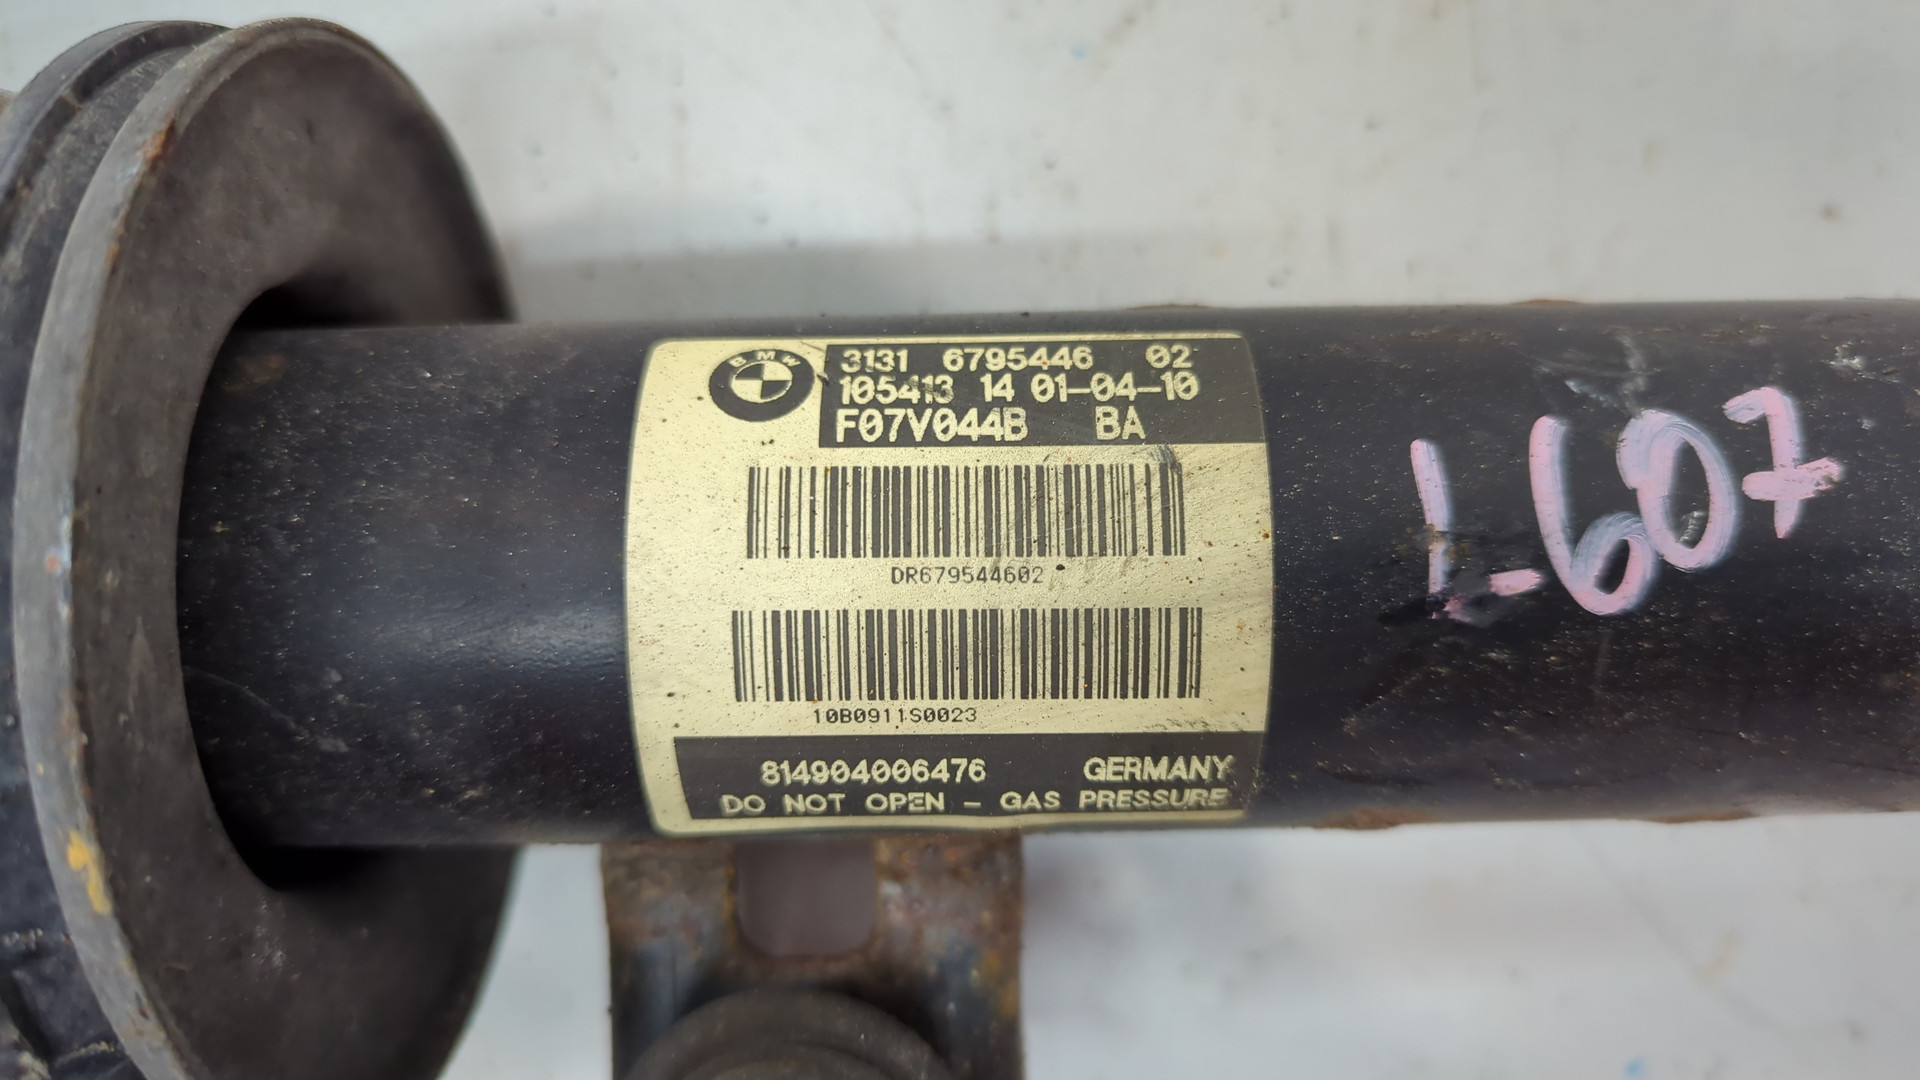 BMW
3131 6795446 02
105413 14 01-04-10
F07V044B BA
DR679544602
10B0911S0023
814904006476 GERMANY
DO NOT OPEN - GAS PRESSURE
L607